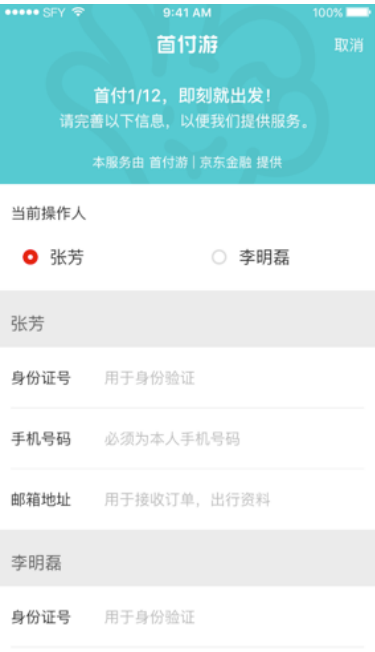 SFY 9:41 AM 100%
首付游 取消
首付1/12，即刻就出发！
请完善以下信息，以便我们提供服务。
本服务由 首付游 | 京东金融 提供
当前操作人
张芳 李明磊
张芳
身份证号 用于身份验证
手机号码 必须为本人手机号码
邮箱地址 用于接收订单，出行资料
李明磊
身份证号 用于身份验证